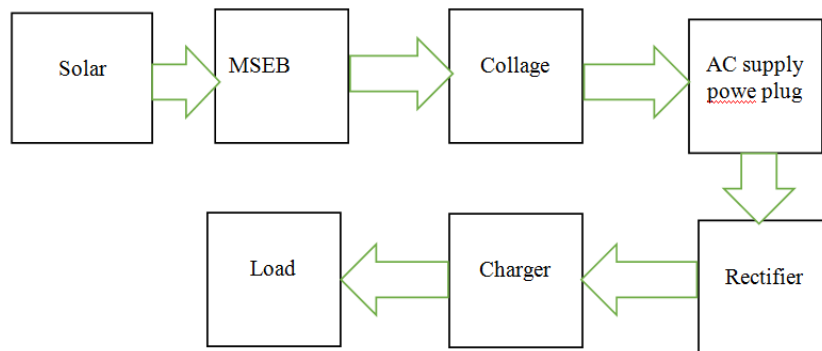 Solar
MSEB
Collage
AC supply
powe plug
Load
Charger
Rectifier